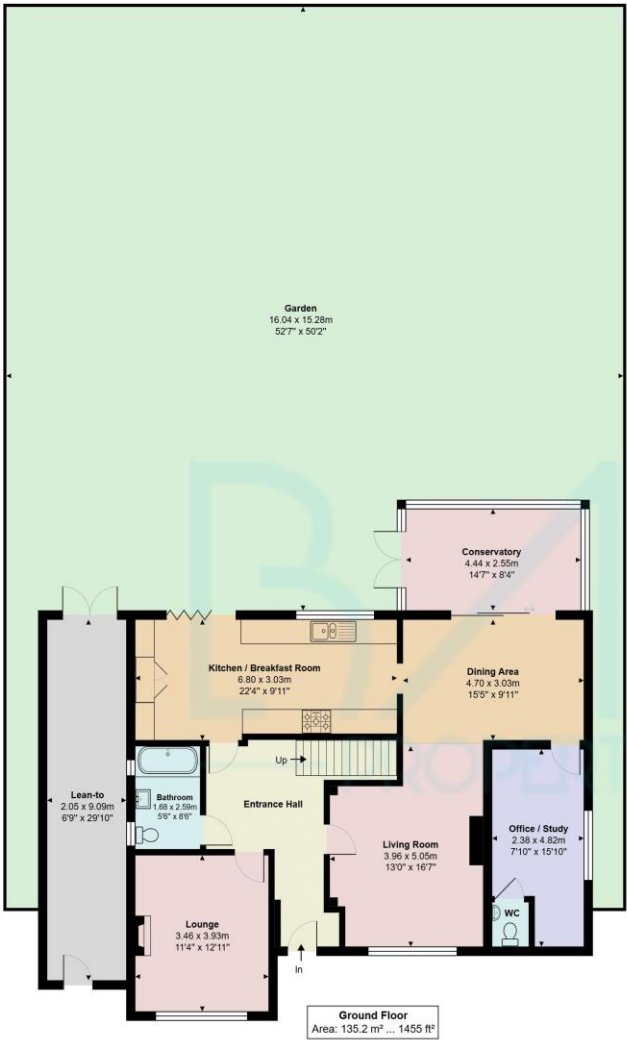 Garden
16.04 x 15.28m
52'7" x 50'2"
Conservatory
4.44 x 2.55m
14'7" x 8'4"
Kitchen / Breakfast Room
6.80 x 3.03m
22'4" x 9'11"
Dining Area
4.70 x 3.03m
15'5" x 9'11"
Up
Lean-to
2.05 x 9.09m
6'9" x 29'10"
Bathroom
1.68 x 2.59m
5'6" x 8'6"
Entrance Hall
Living Room
3.96 x 5.05m
13'0" x 16'7"
Office / Study
2.38 x 4.82m
7'10" x 15'10"
WC
Lounge
3.46 x 3.93m
11'4" x 12'11"
In
Ground Floor
Area: 135.2 m² ... 1455 ft²